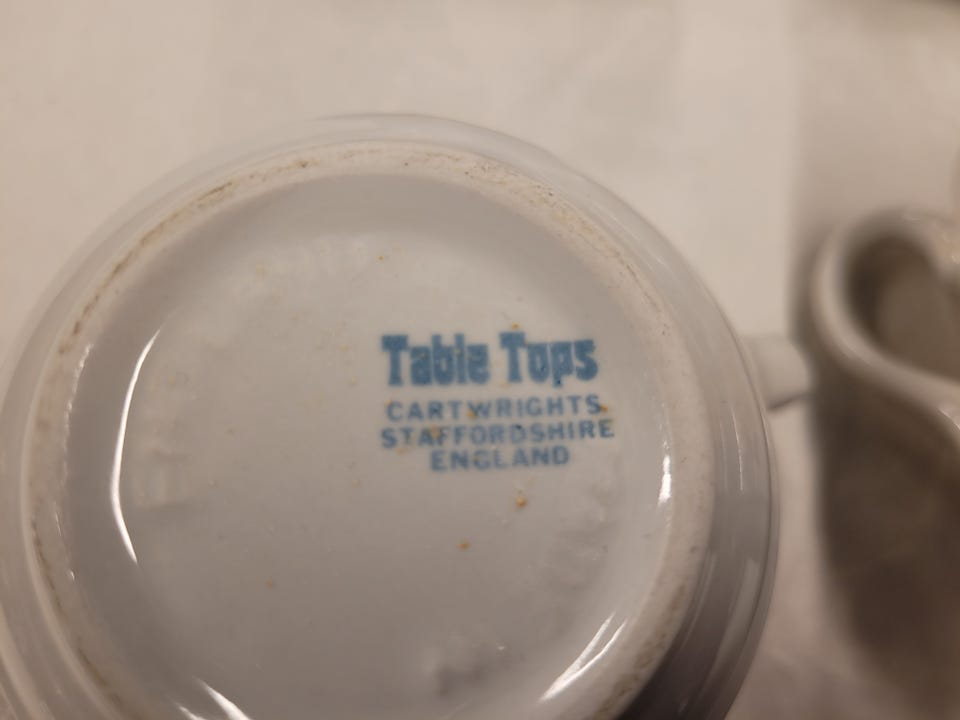 Table Tops
CARTWRIGHTS
STAFFORDSHIRE
ENGLAND